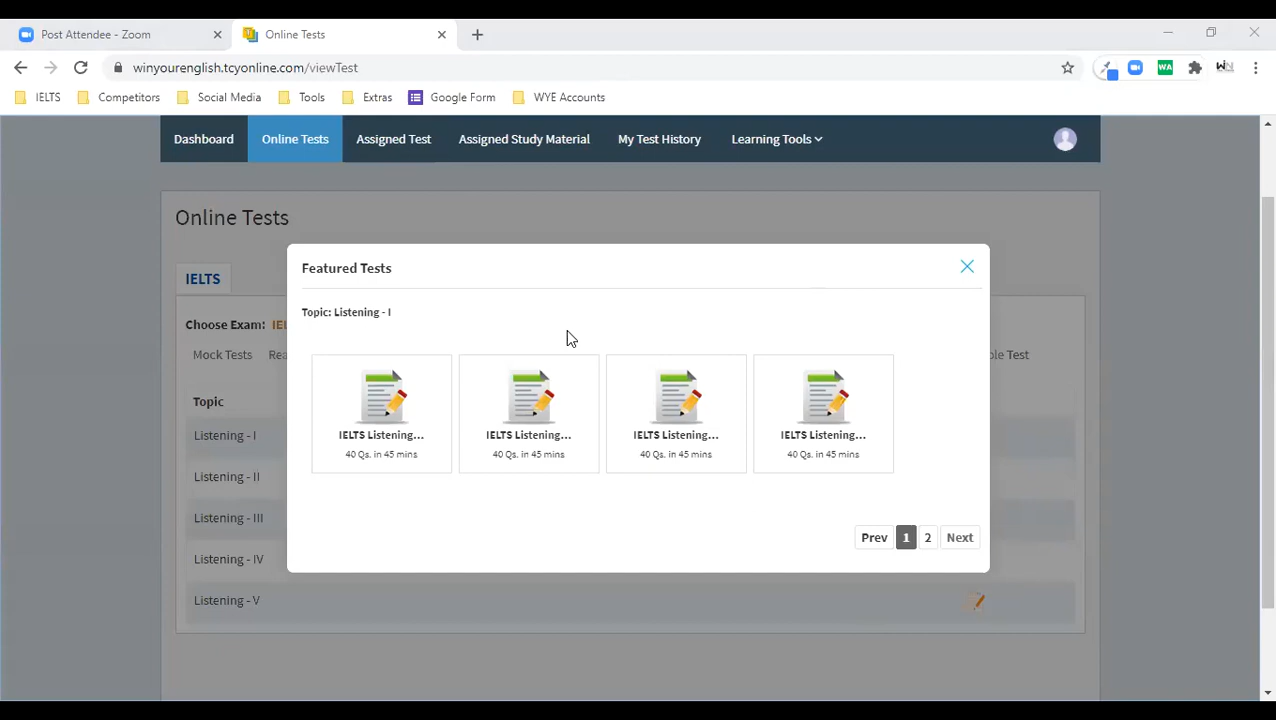 Post Attendee - Zoom
Online Tests
winyourenglish.tcyonline.com/viewTest
WA
IELTS
Competitors
Social Media
Tools
Extras
Google Form
WYE Accounts
Dashboard
Online Tests
Assigned Test
Assigned Study Material
My Test History
Learning Tools
Online Tests
IELTS
Featured Tests
Topic: Listening - I
Choose Exam: IEL
Mock Tests
Rea
ple Test
Topic
Listening - I
Listening - II
Listening - III
Listening - IV
Listening - V
IELTS Listening...
40 Qs. in 45 mins
IELTS Listening...
40 Qs. in 45 mins
IELTS Listening...
40 Qs. in 45 mins
IELTS Listening...
40 Qs. in 45 mins
Prev
1
2
Next